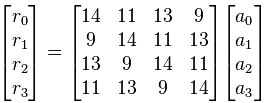 r0 14 11 13 9 a0
r1 = 9 14 11 13 a1
r2 13 9 14 11 a2
r3 11 13 9 14 a3